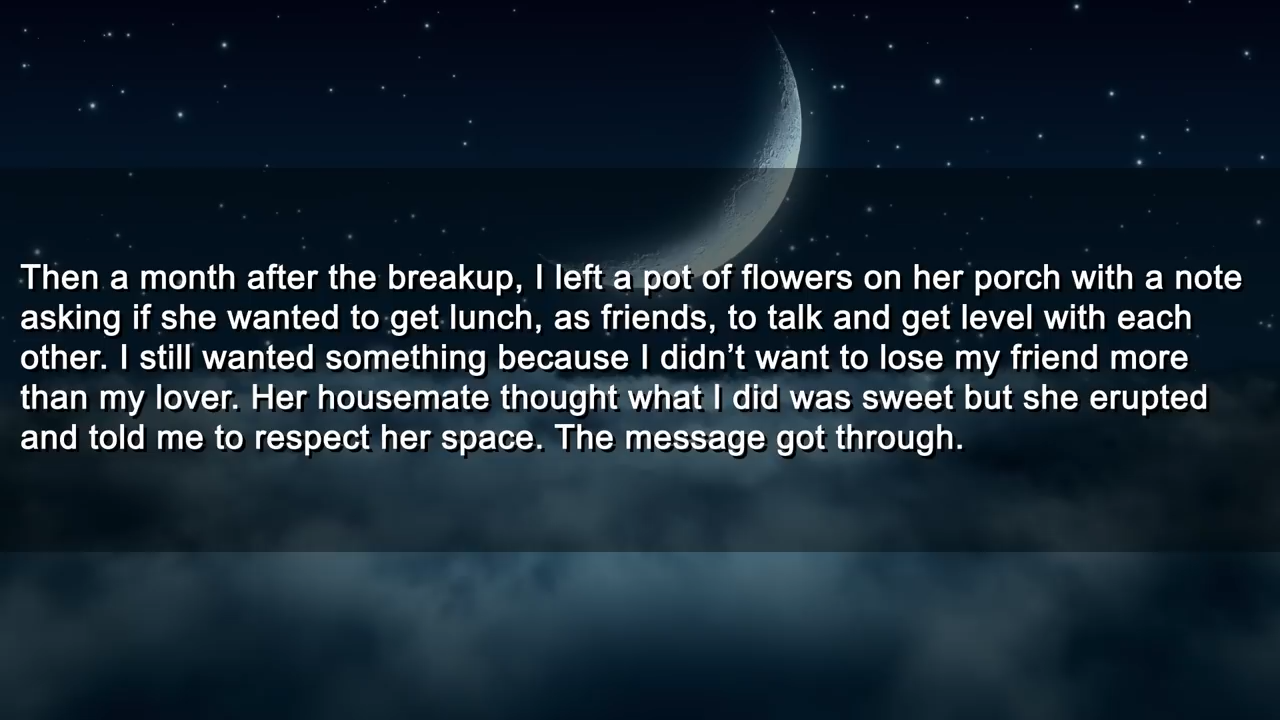 Then a month after the breakup, I left a pot of flowers on her porch with a note
asking if she wanted to get lunch, as friends, to talk and get level with each
other. I still wanted something because I didn’t want to lose my friend more
than my lover. Her housemate thought what I did was sweet but she erupted
and told me to respect her space. The message got through.